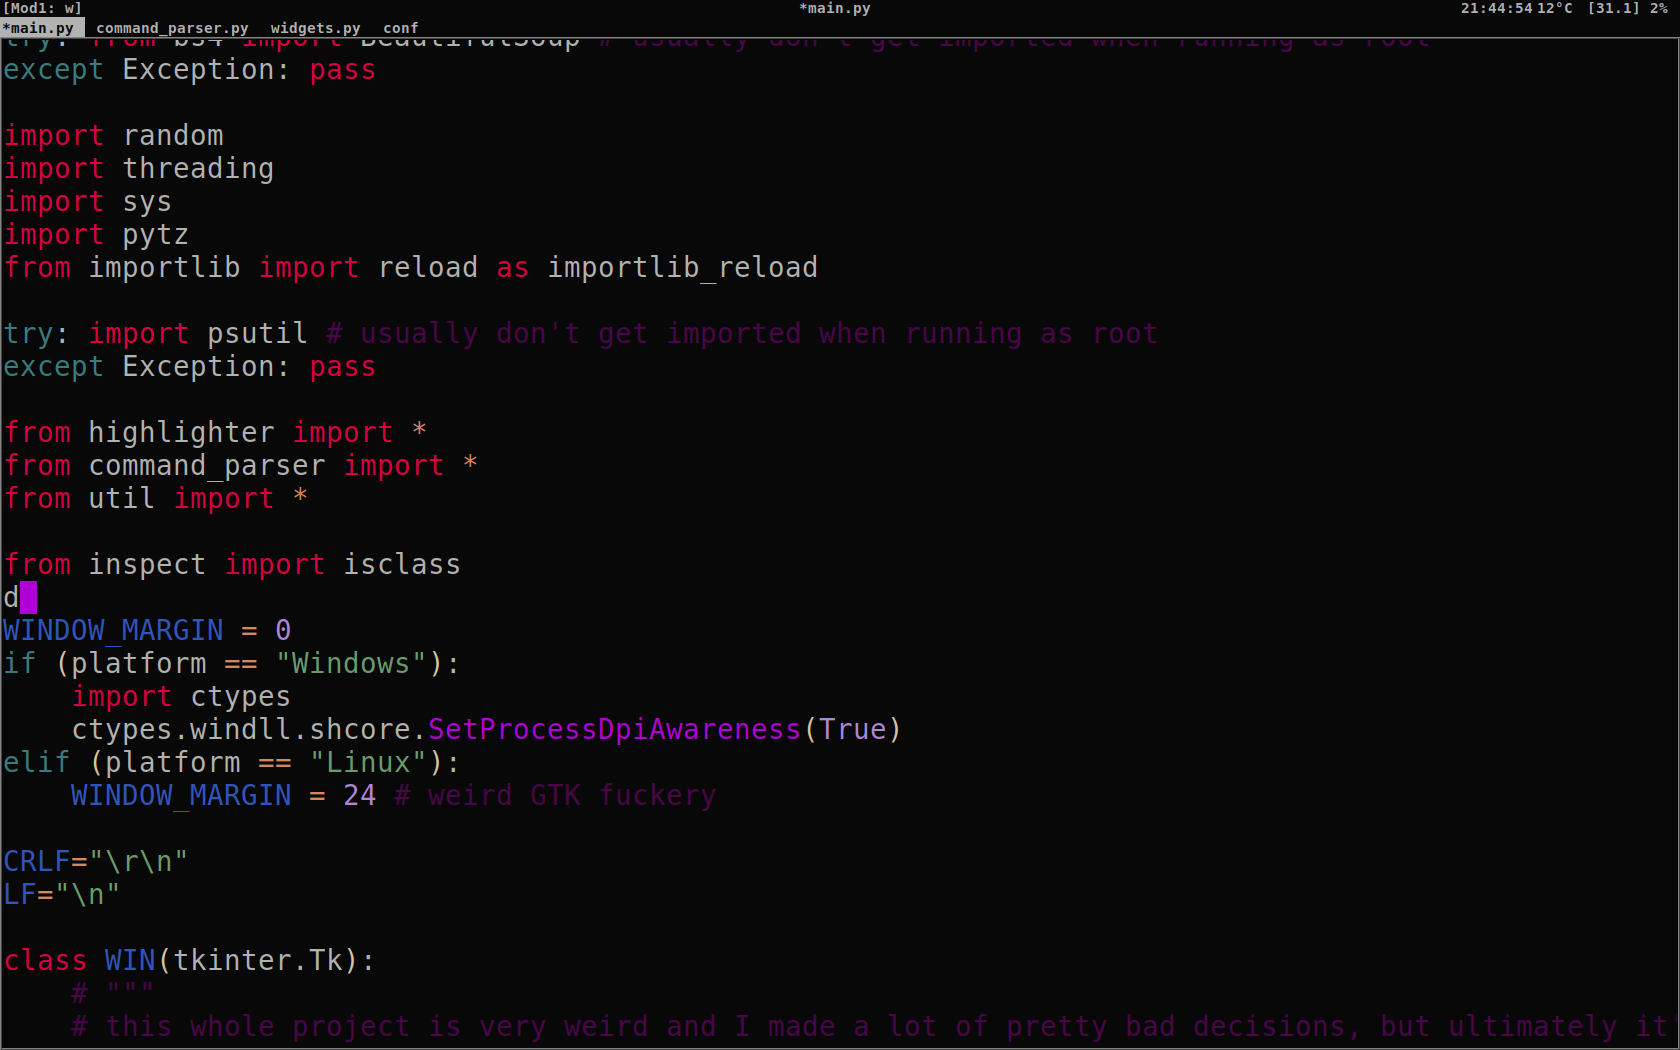 [Mod1: w] *main.py 21:44:54 12°C [31.1] 2%
*main.py command_parser.py widgets.py conf
try: from bs4 import BeautifulSoup # usually don't get imported when running as root
except Exception: pass
import random
import threading
import sys
import pytz
from importlib import reload as importlib_reload
try: import psutil # usually don't get imported when running as root
except Exception: pass
from highlighter import *
from command_parser import *
from util import *
from inspect import isclass
d
WINDOW_MARGIN = 0
if (platform == "Windows"):
    import ctypes
    ctypes.windll.shcore.SetProcessDpiAwareness(True)
elif (platform == "Linux"):
    WINDOW_MARGIN = 24 # weird GTK fuckery
CRLF="\r\n"
LF="\n"
class WIN(tkinter.Tk):
    # """
    # this whole project is very weird and I made a lot of pretty bad decisions, but ultimately it'